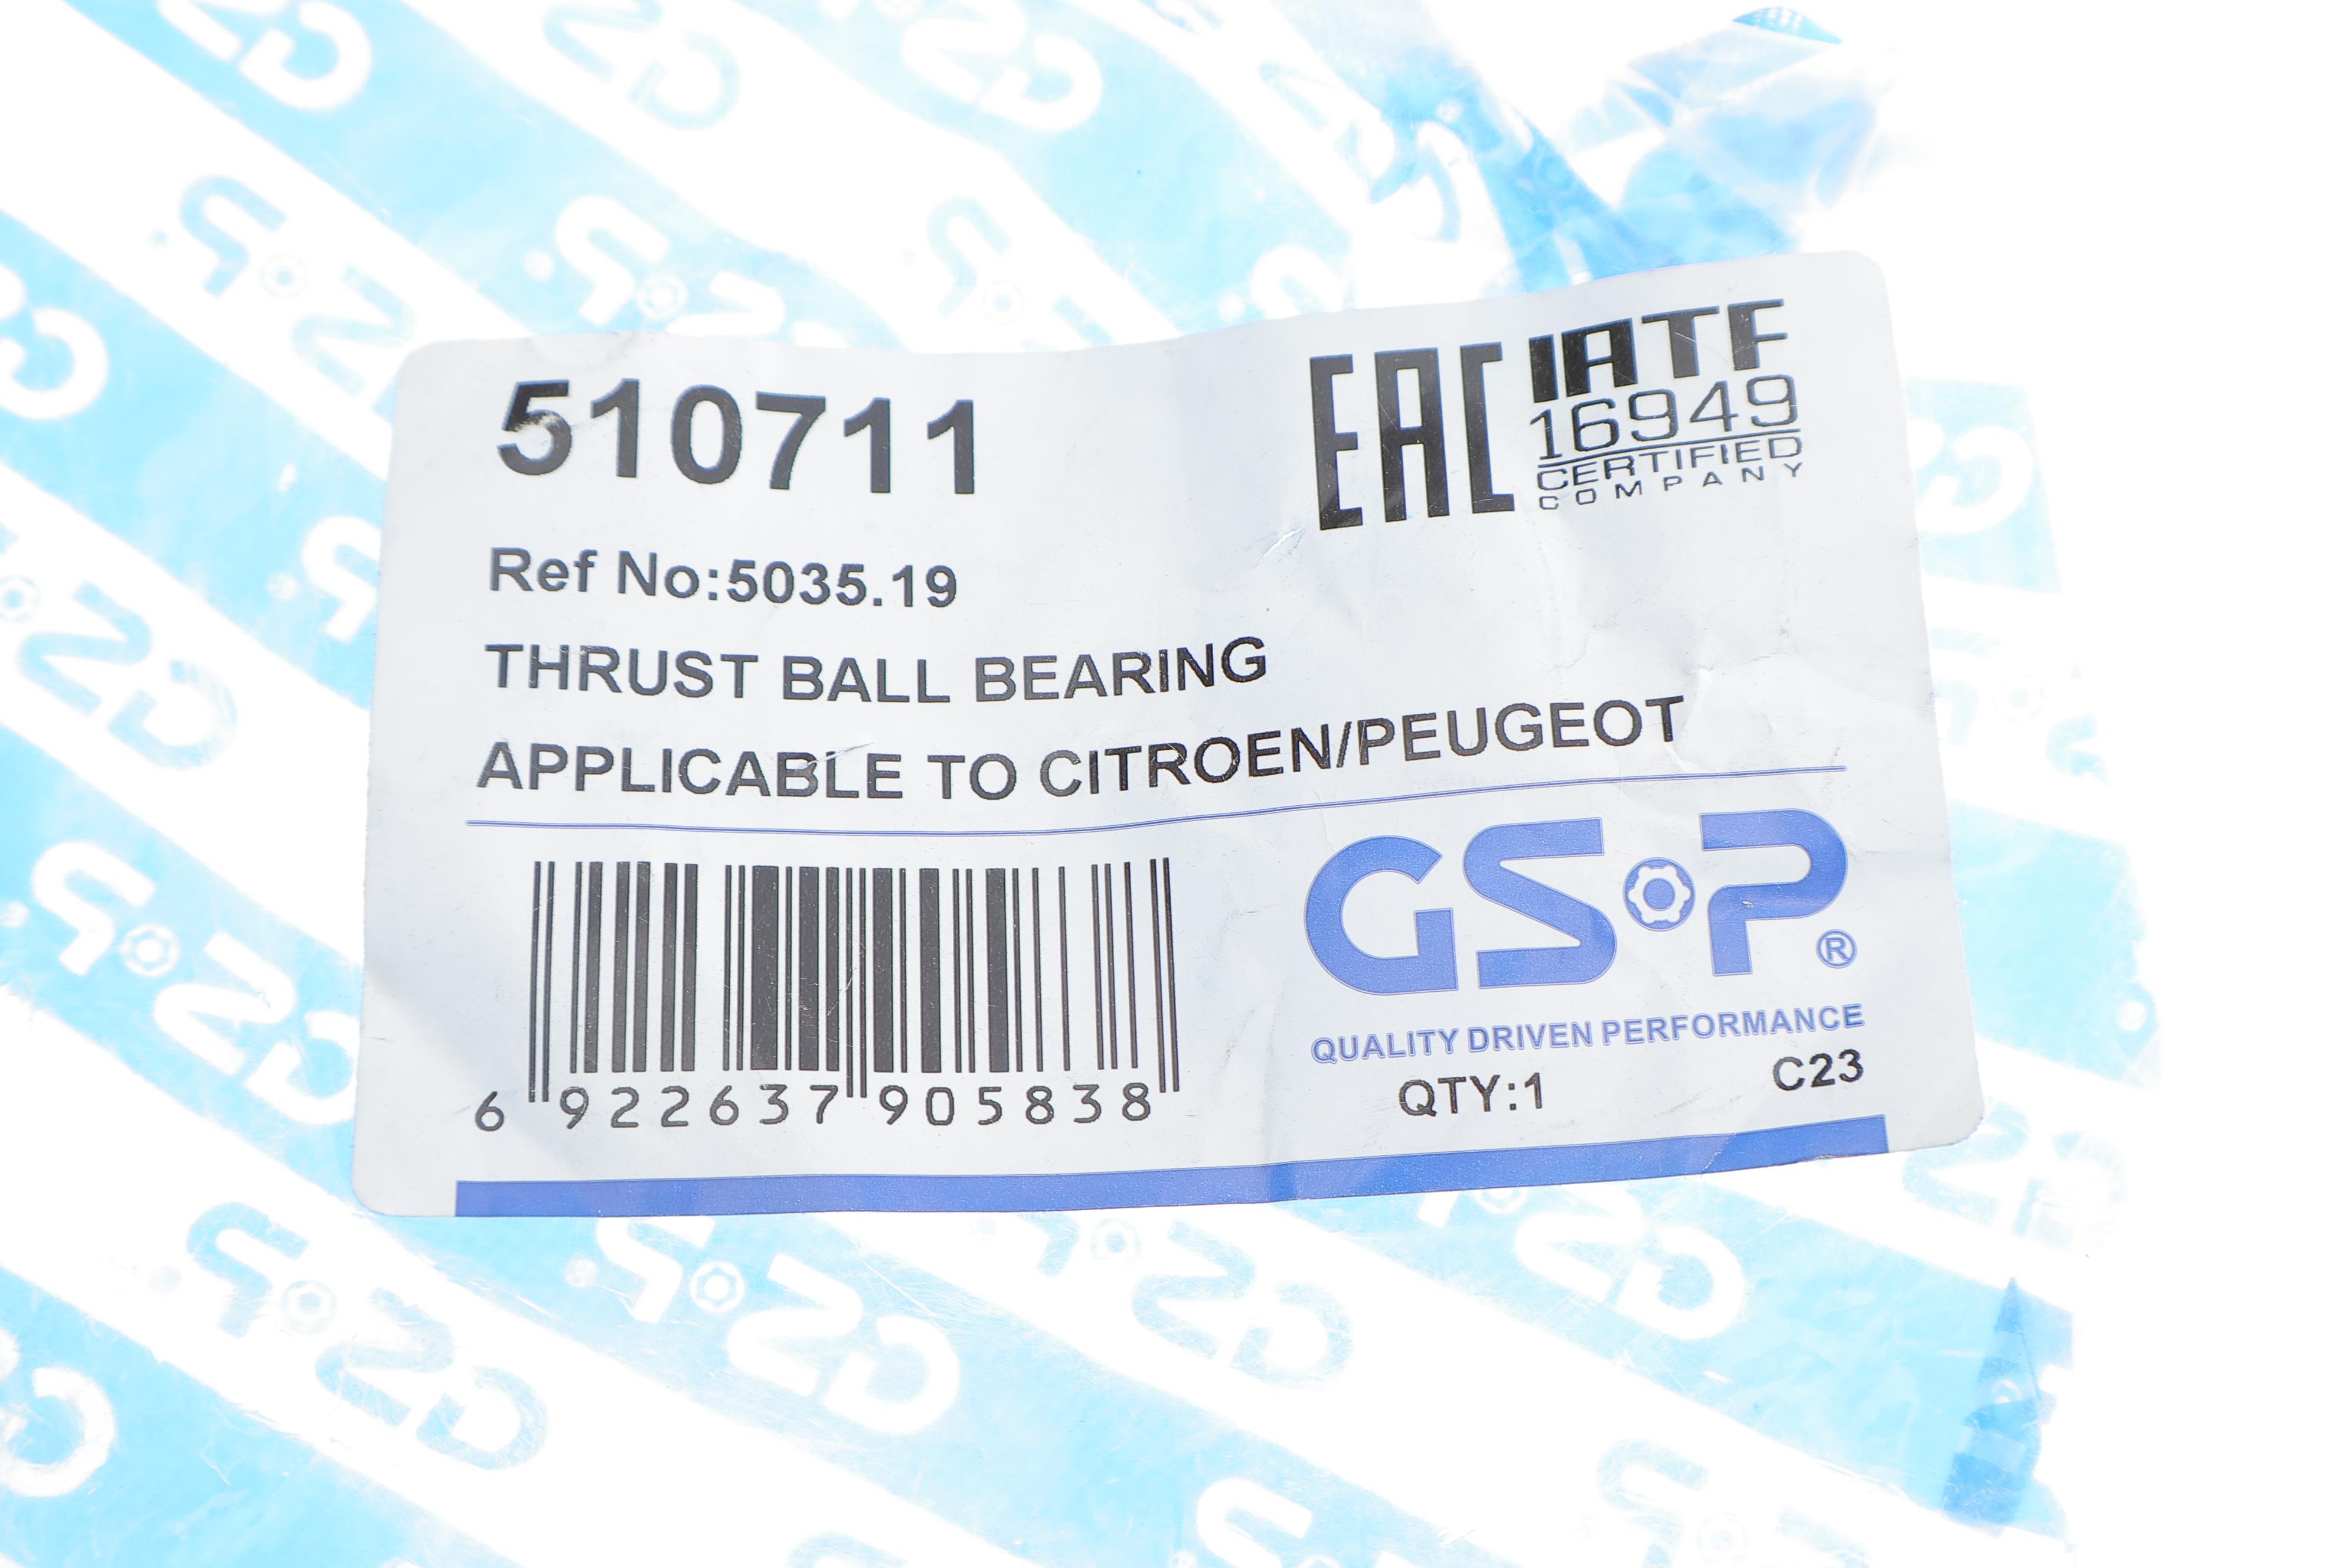 510711
EAC
IATF
16949
CERTIFIED
COMPANY
Ref No:5035.19
THRUST BALL BEARING
APPLICABLE TO CITROEN/PEUGEOT
6 922637 905838
GSP®
QUALITY DRIVEN PERFORMANCE
QTY:1
C23